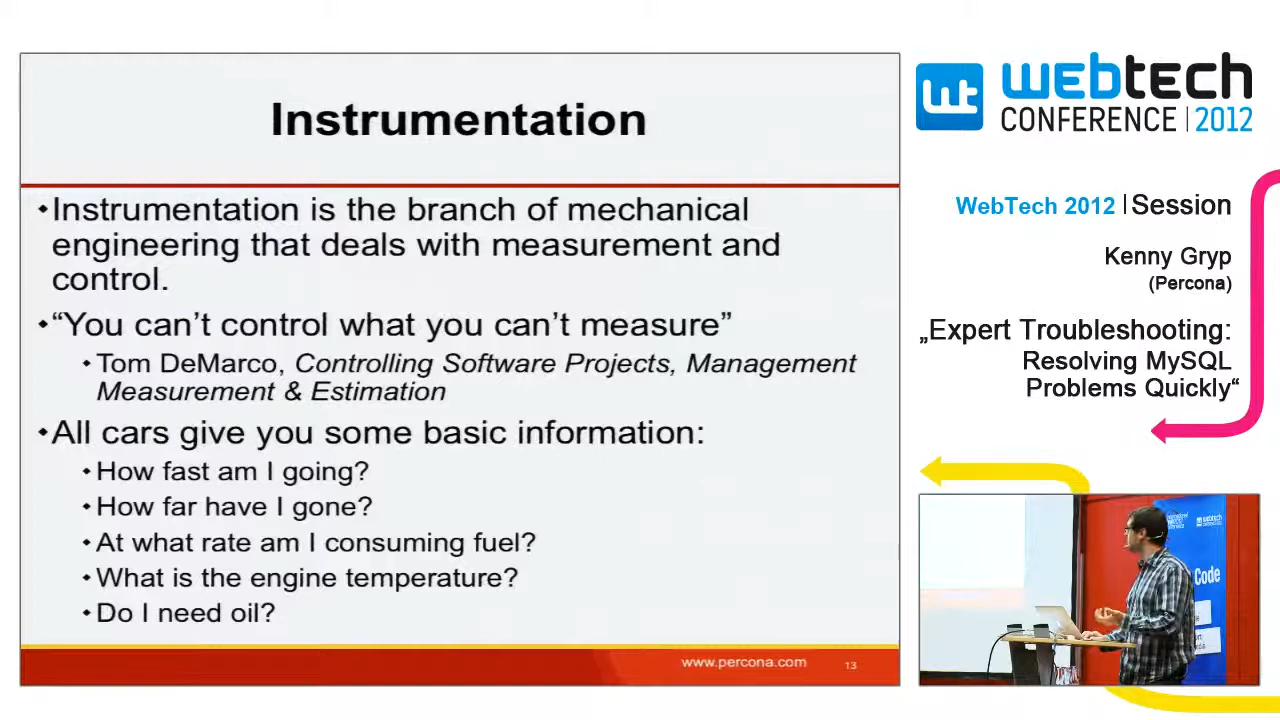 Instrumentation
•Instrumentation is the branch of mechanical
engineering that deals with measurement and
control.
•“You can’t control what you can’t measure”
•Tom DeMarco, Controlling Software Projects, Management
Measurement & Estimation
•All cars give you some basic information:
•How fast am I going?
•How far have I gone?
•At what rate am I consuming fuel?
•What is the engine temperature?
•Do I need oil?
www.percona.com 13
wt webtech
CONFERENCE | 2012
WebTech 2012 | Session
Kenny Gryp
(Percona)
„Expert Troubleshooting:
Resolving MySQL
Problems Quickly“
webtech
Code